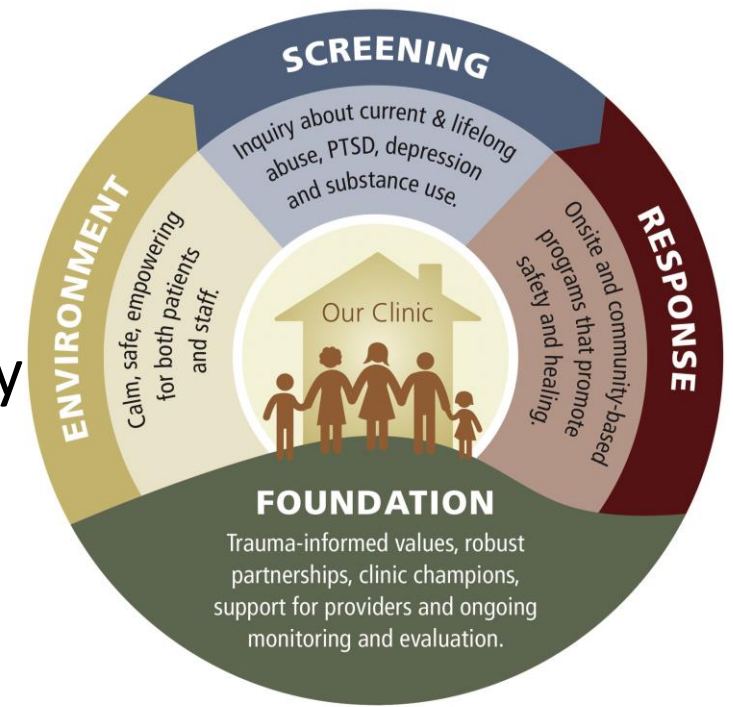 SCREENING
Inquiry about current & lifelong
abuse, PTSD, depression
and substance use.
ENVIRONMENT
Calm, safe, empowering
for both patients
and staff.
RESPONSE
Onsite and community-based
programs that promote
safety and healing.
Our Clinic
y
FOUNDATION
Trauma-informed values, robust
partnerships, clinic champions,
support for providers and ongoing
monitoring and evaluation.